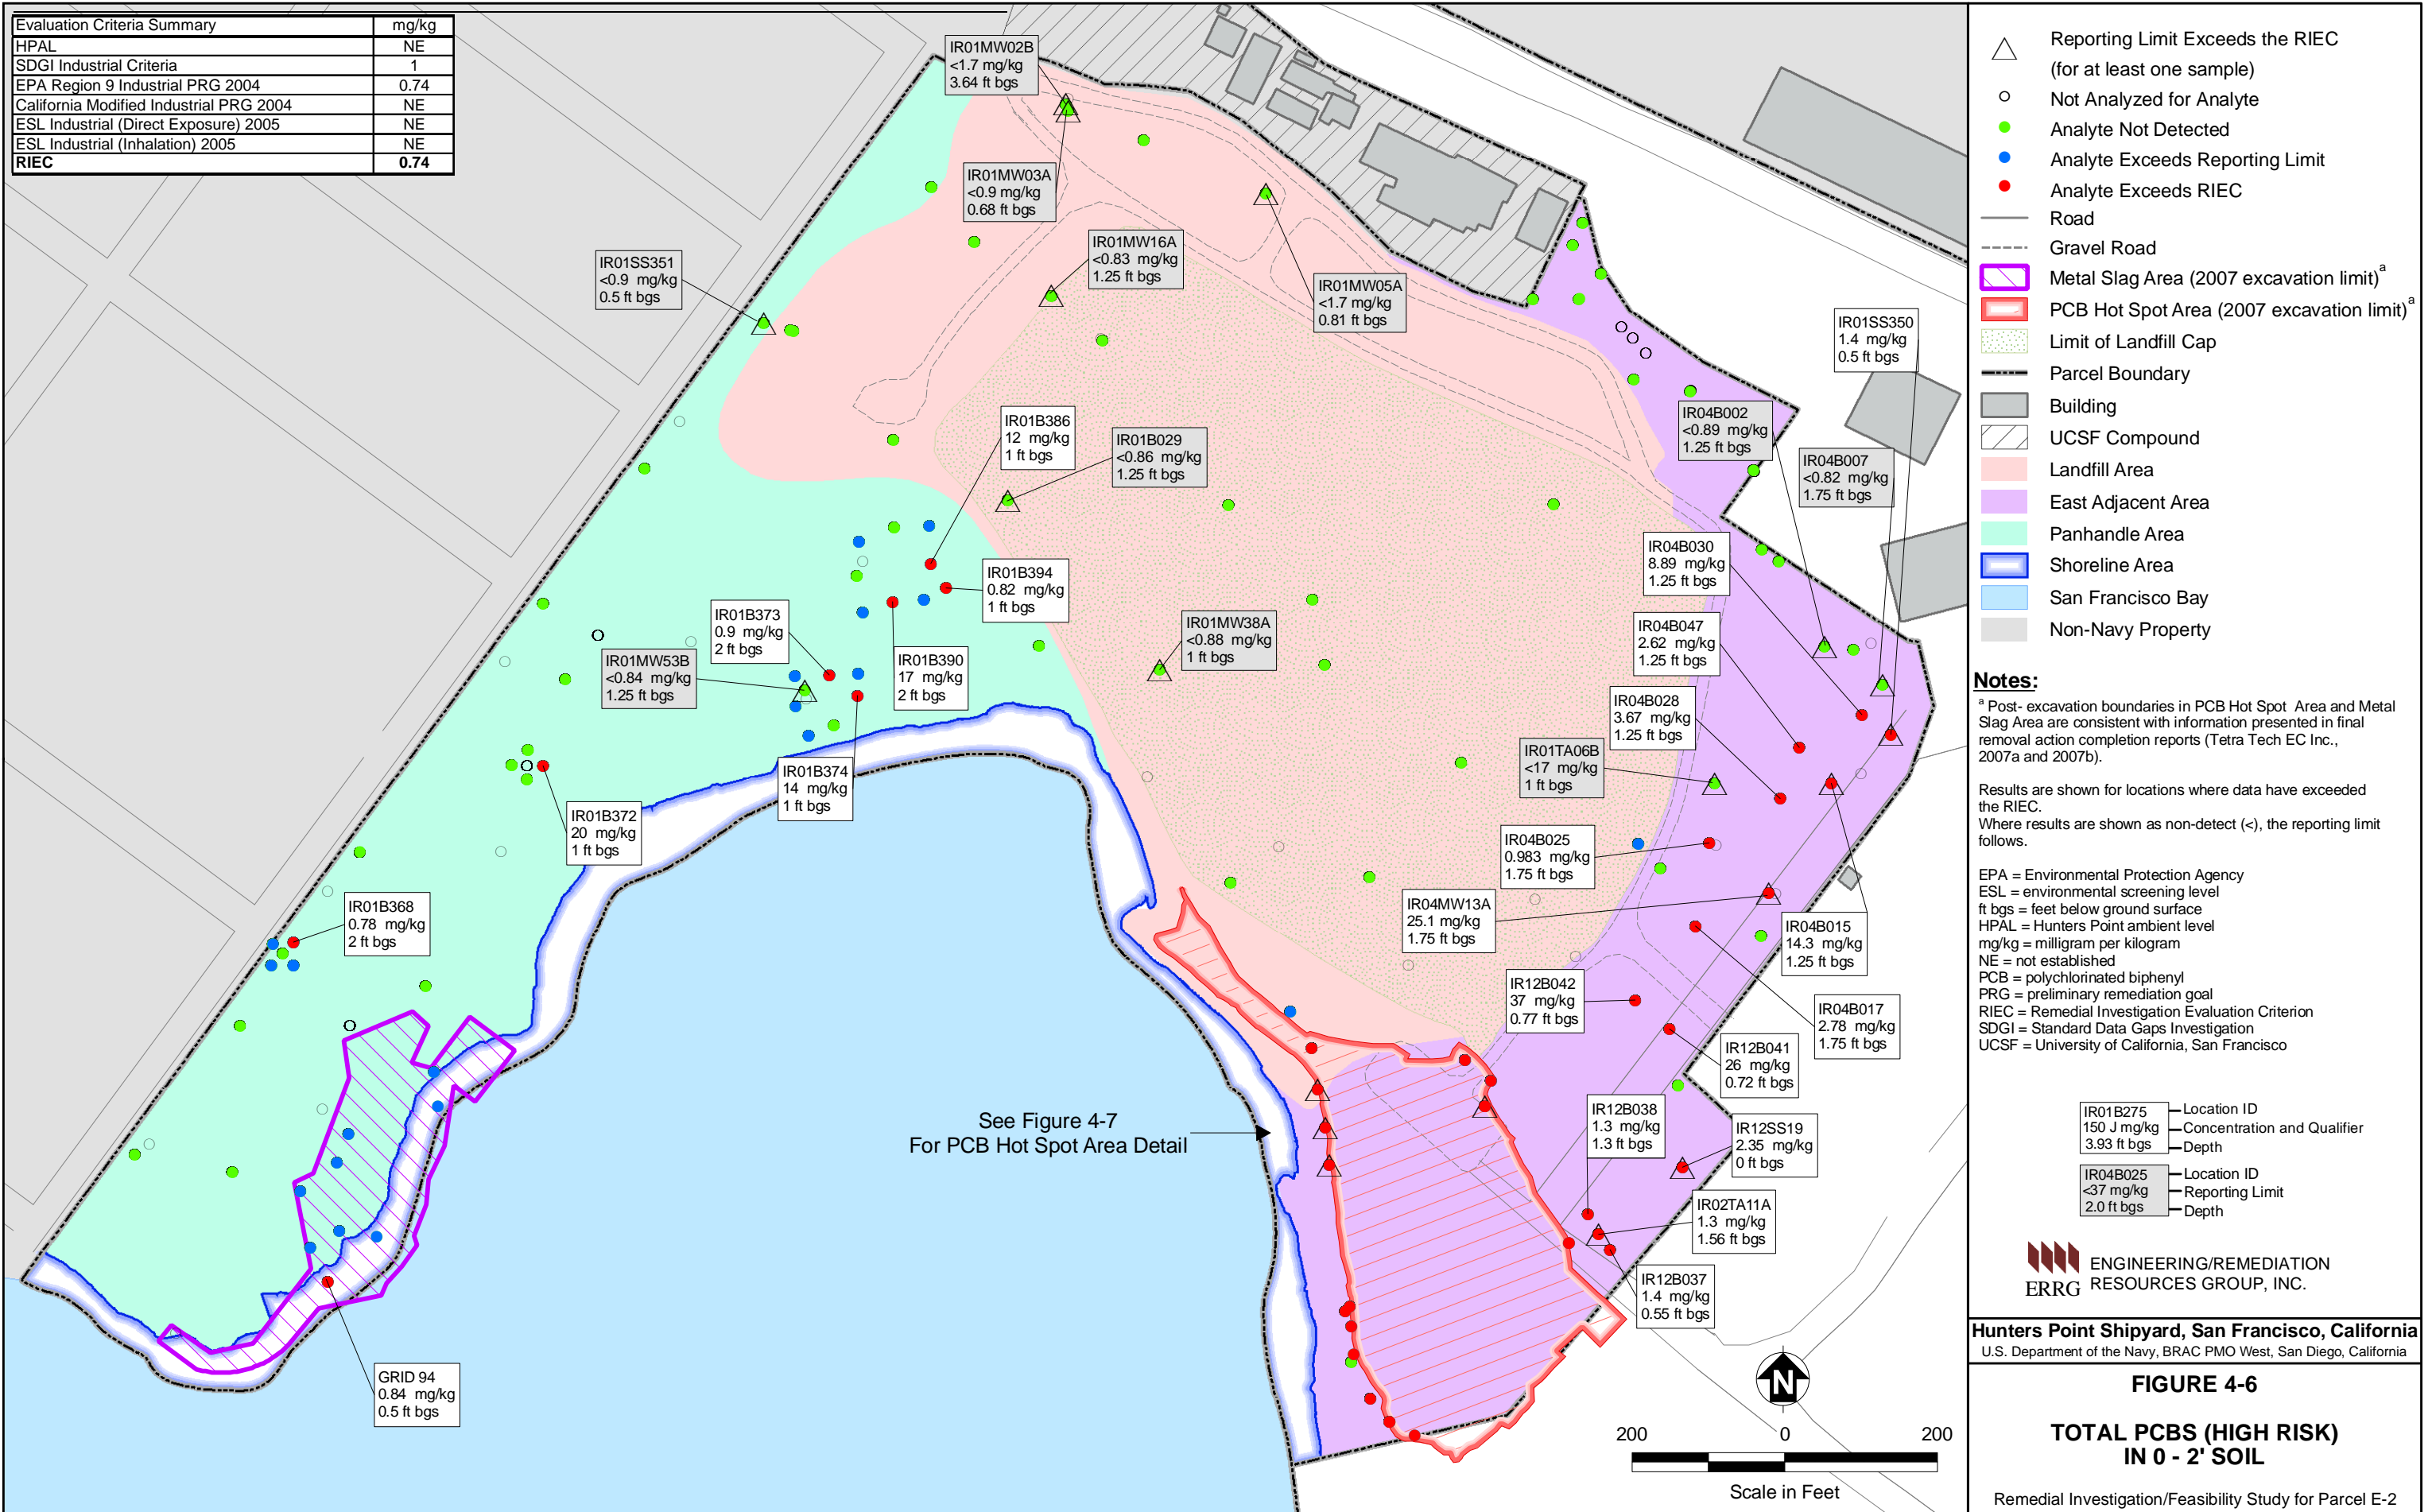 Evaluation Criteria Summary mg/kg
HPAL NE
SDGI Industrial Criteria 1
EPA Region 9 Industrial PRG 2004 0.74
California Modified Industrial PRG 2004 NE
ESL Industrial (Direct Exposure) 2005 NE
ESL Industrial (Inhalation) 2005 NE
RIEC 0.74
IR01MW02B
<1.7 mg/kg
3.64 ft bgs
IR01MW03A
<0.9 mg/kg
0.68 ft bgs
IR01MW16A
<0.83 mg/kg
1.25 ft bgs
IR01SS351
<0.9 mg/kg
0.5 ft bgs
IR01MW05A
<1.7 mg/kg
0.81 ft bgs
IR01SS350
1.4 mg/kg
0.5 ft bgs
IR01B386
12 mg/kg
1 ft bgs
IR01B029
<0.86 mg/kg
1.25 ft bgs
IR04B002
<0.89 mg/kg
1.25 ft bgs
IR04B007
<0.82 mg/kg
1.75 ft bgs
IR04B030
8.89 mg/kg
1.25 ft bgs
IR01B394
0.82 mg/kg
1 ft bgs
IR01B373
0.9 mg/kg
2 ft bgs
IR01MW38A
<0.88 mg/kg
1 ft bgs
IR04B047
2.62 mg/kg
1.25 ft bgs
IR01MW53B
<0.84 mg/kg
1.25 ft bgs
IR01B390
17 mg/kg
2 ft bgs
IR04B028
3.67 mg/kg
1.25 ft bgs
IR01TA06B
<17 mg/kg
1 ft bgs
IR01B374
14 mg/kg
1 ft bgs
IR01B372
20 mg/kg
1 ft bgs
IR04B025
0.983 mg/kg
1.75 ft bgs
IR01B368
0.78 mg/kg
2 ft bgs
IR04MW13A
25.1 mg/kg
1.75 ft bgs
IR04B015
14.3 mg/kg
1.25 ft bgs
IR12B042
37 mg/kg
0.77 ft bgs
IR04B017
2.78 mg/kg
1.75 ft bgs
IR12B041
26 mg/kg
0.72 ft bgs
IR12B038
1.3 mg/kg
1.3 ft bgs
IR12SS19
2.35 mg/kg
0 ft bgs
See Figure 4-7
For PCB Hot Spot Area Detail
IR02TA11A
1.3 mg/kg
1.56 ft bgs
IR12B037
1.4 mg/kg
0.55 ft bgs
GRID 94
0.84 mg/kg
0.5 ft bgs
N
200 0 200
Scale in Feet
Reporting Limit Exceeds the RIEC
(for at least one sample)
Not Analyzed for Analyte
Analyte Not Detected
Analyte Exceeds Reporting Limit
Analyte Exceeds RIEC
Road
Gravel Road
Metal Slag Area (2007 excavation limit)a
PCB Hot Spot Area (2007 excavation limit)a
Limit of Landfill Cap
Parcel Boundary
Building
UCSF Compound
Landfill Area
East Adjacent Area
Panhandle Area
Shoreline Area
San Francisco Bay
Non-Navy Property
Notes:
a Post- excavation boundaries in PCB Hot Spot Area and Metal
Slag Area are consistent with information presented in final
removal action completion reports (Tetra Tech EC Inc.,
2007a and 2007b).
Results are shown for locations where data have exceeded
the RIEC.
Where results are shown as non-detect (<), the reporting limit
follows.
EPA = Environmental Protection Agency
ESL = environmental screening level
ft bgs = feet below ground surface
HPAL = Hunters Point ambient level
mg/kg = milligram per kilogram
NE = not established
PCB = polychlorinated biphenyl
PRG = preliminary remediation goal
RIEC = Remedial Investigation Evaluation Criterion
SDGI = Standard Data Gaps Investigation
UCSF = University of California, San Francisco
IR01B275 Location ID
150 J mg/kg Concentration and Qualifier
3.93 ft bgs Depth
IR04B025 Location ID
<37 mg/kg Reporting Limit
2.0 ft bgs Depth
ERRG
ENGINEERING/REMEDIATION
RESOURCES GROUP, INC.
Hunters Point Shipyard, San Francisco, California
U.S. Department of the Navy, BRAC PMO West, San Diego, California
FIGURE 4-6
TOTAL PCBS (HIGH RISK)
IN 0 - 2' SOIL
Remedial Investigation/Feasibility Study for Parcel E-2